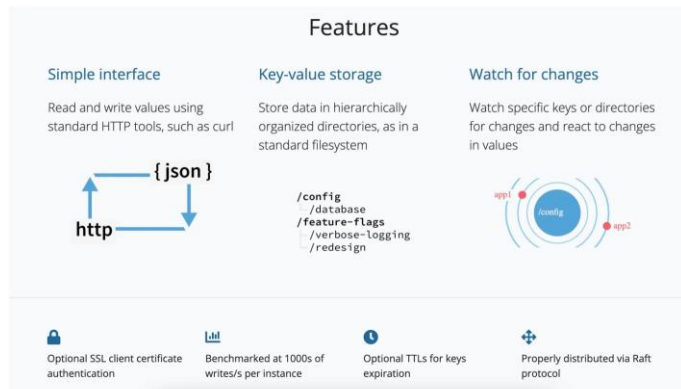 Features
Simple interface
Read and write values using
standard HTTP tools, such as curl
{ json }
http
Key-value storage
Store data in hierarchically
organized directories, as in a
standard filesystem
/config
/database
/feature-flags
/verbose-logging
/redesign
Watch for changes
Watch specific keys or directories
for changes and react to changes
in values
app1
/config
app2
Optional SSL client certificate
authentication
Benchmarked at 1000s of
writes/s per instance
Optional TTLs for keys
expiration
Properly distributed via Raft
protocol